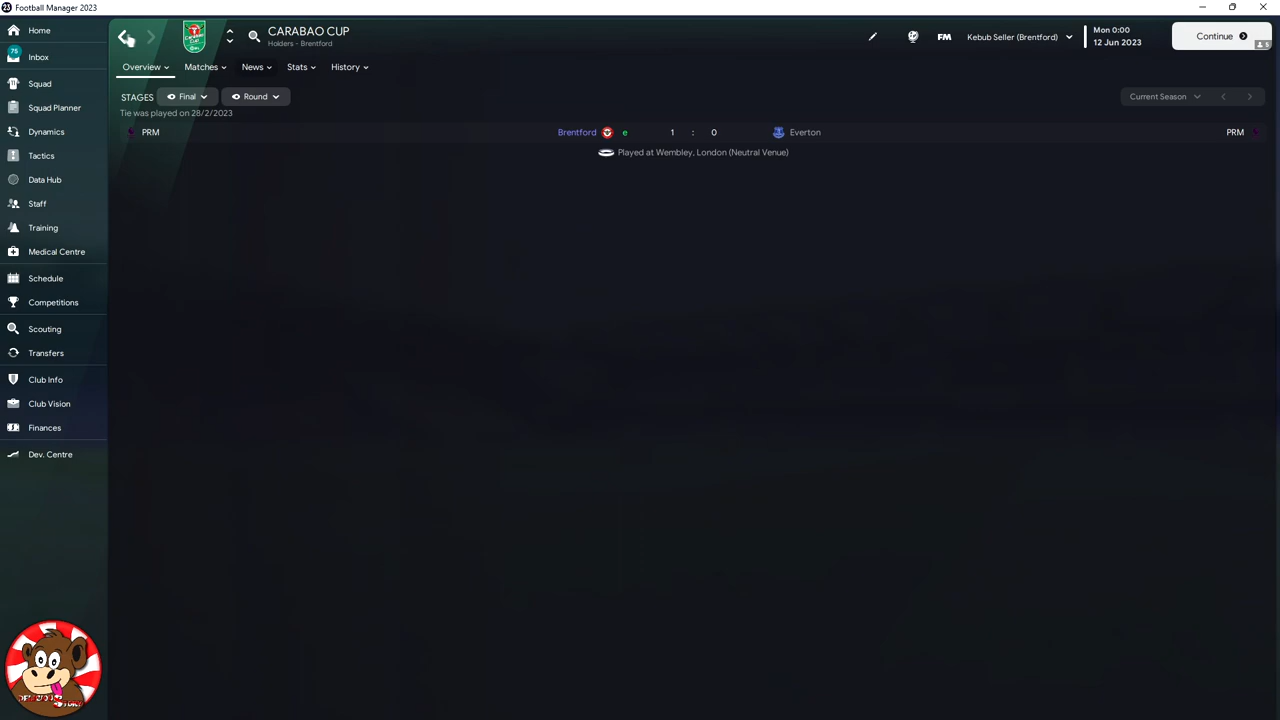 Football Manager 2023
Home
75
Inbox
Squad
Squad Planner
Dynamics
Tactics
Data Hub
Staff
Training
Medical Centre
Schedule
Competitions
Scouting
Transfers
Club Info
Club Vision
Finances
Dev. Centre
CARABAO CUP
Holders - Brentford
FM
Kebub Seller (Brentford)
Mon 0:00
12 Jun 2023
Continue
5
Overview
Matches
News
Stats
History
STAGES
Final
Round
Current Season
Tie was played on 28/2/2023
PRM Brentford e 1 : 0 Everton PRM
Played at Wembley, London (Neutral Venue)